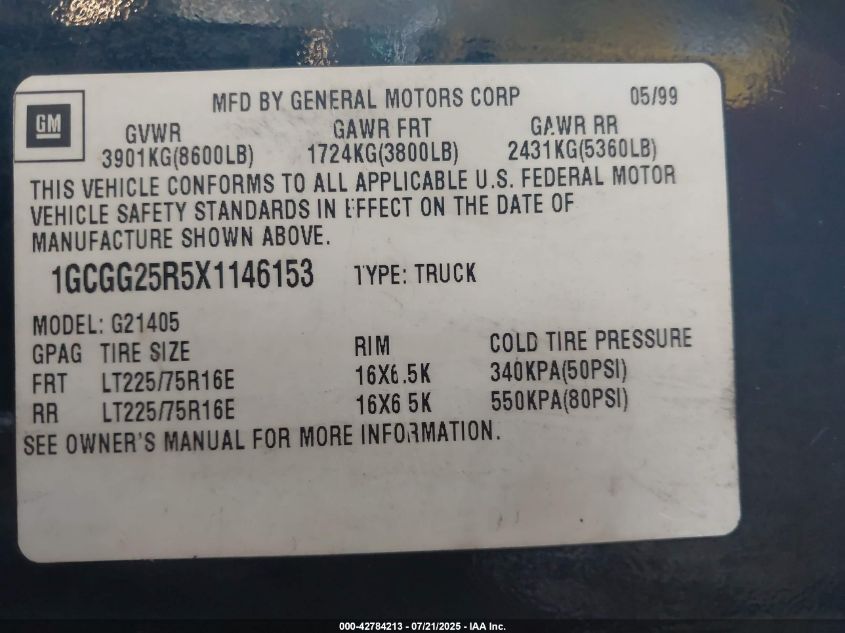 GM
MFD BY GENERAL MOTORS CORP 05/99
GVWR GAWR FRT GAWR RR
3901KG(8600LB) 1724KG(3800LB) 2431KG(5360LB)
THIS VEHICLE CONFORMS TO ALL APPLICABLE U.S. FEDERAL MOTOR
VEHICLE SAFETY STANDARDS IN EFFECT ON THE DATE OF
MANUFACTURE SHOWN ABOVE.
1GCGG25R5X1146153 TYPE: TRUCK
MODEL: G21405
GPAG TIRE SIZE RIM COLD TIRE PRESSURE
FRT LT225/75R16E 16X6.5K 340KPA(50PSI)
RR LT225/75R16E 16X6 5K 550KPA(80PSI)
SEE OWNER'S MANUAL FOR MORE INFORMATION.
000-42784213 - 07/21/2025 - IAA Inc.